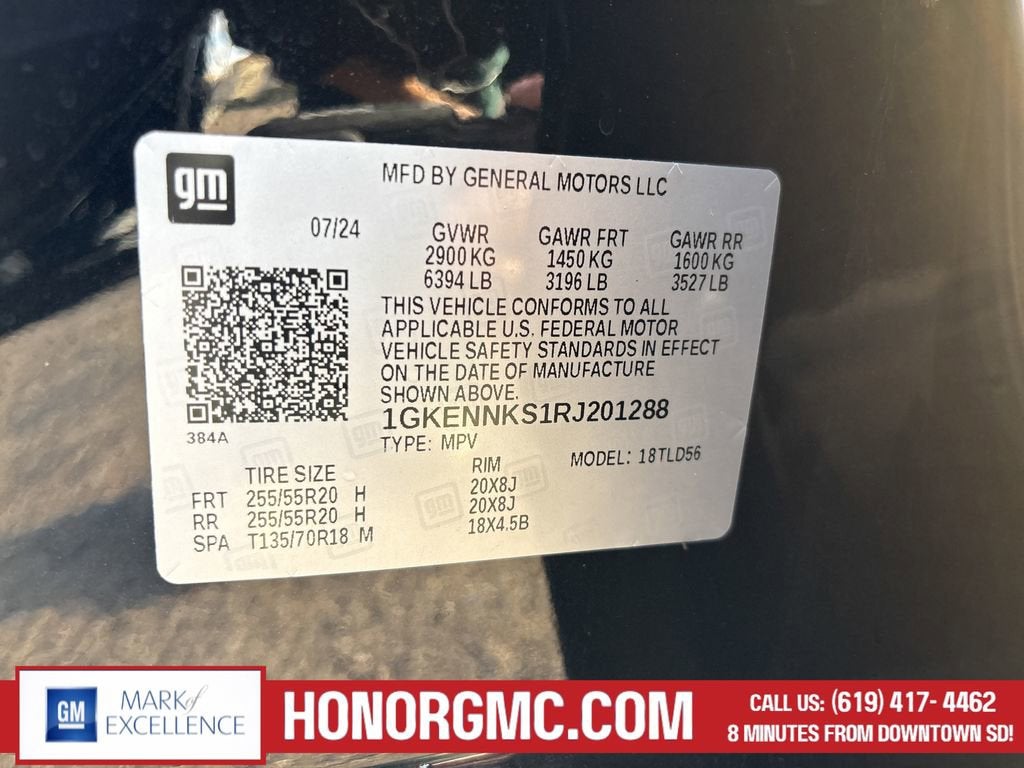 gm
MFD BY GENERAL MOTORS LLC
07/24
GVWR GAWR FRT GAWR RR
2900 KG 1450 KG 1600 KG
6394 LB 3196 LB 3527 LB
THIS VEHICLE CONFORMS TO ALL
APPLICABLE U.S. FEDERAL MOTOR
VEHICLE SAFETY STANDARDS IN EFFECT
ON THE DATE OF MANUFACTURE
SHOWN ABOVE.
1GKENNKS1RJ201288
384A
TYPE: MPV
MODEL: 18TLD56
TIRE SIZE RIM
FRT 255/55R20 H 20X8J
RR 255/55R20 H 20X8J
SPA T135/70R18 M 18X4.5B
GM
MARK of
EXCELLENCE
HONORGMC.COM
CALL US: (619) 417- 4462
8 MINUTES FROM DOWNTOWN SD!